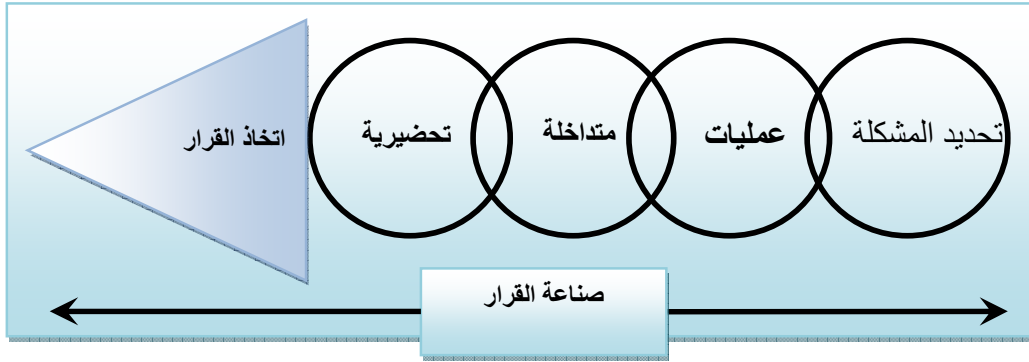 تحديد المشكلة
عمليات
متداخلة
تحضيرية
اتخاذ القرار
صناعة القرار